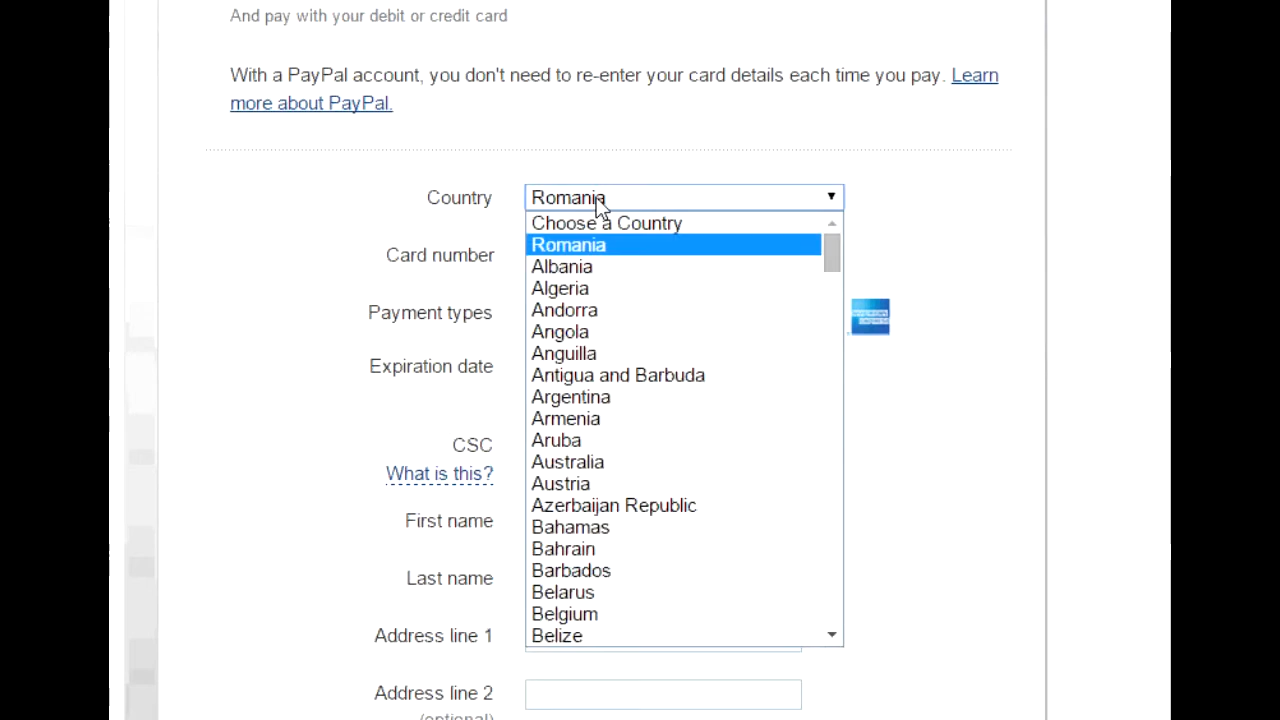 And pay with your debit or credit card
With a PayPal account, you don't need to re-enter your card details each time you pay. Learn
more about PayPal.
Country
Romania
Choose a Country
Romania
Card number
Albania
Algeria
Payment types
Andorra
Angola
Anguilla
Expiration date
Antigua and Barbuda
Argentina
Armenia
Aruba
CSC
Australia
What is this?
Austria
Azerbaijan Republic
First name
Bahamas
Bahrain
Last name
Barbados
Belarus
Belgium
Address line 1
Belize
Address line 2
(optional)